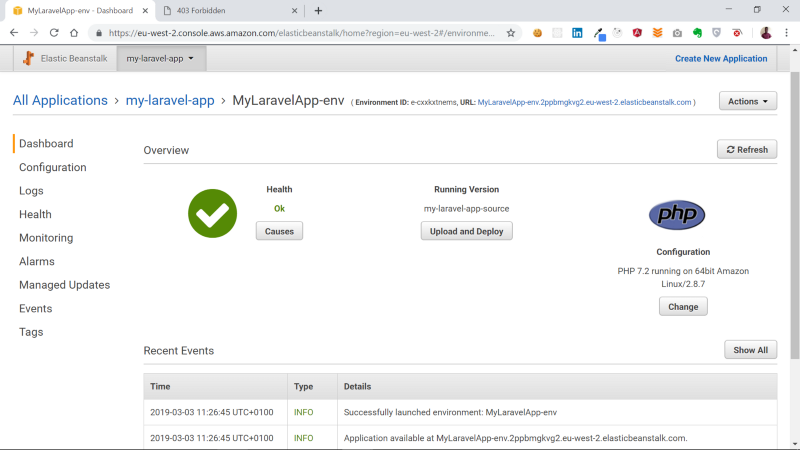 MyLaravelApp-env - Dashboard
403 Forbidden
https://eu-west-2.console.aws.amazon.com/elasticbeanstalk/home?region=eu-west-2#/environme...
Elastic Beanstalk
my-laravel-app
Create New Application
All Applications > my-laravel-app > MyLaravelApp-env ( Environment ID: e-cxxkxtnems, URL: MyLaravelApp-env.2ppbmgkvg2.eu-west-2.elasticbeanstalk.com )
Actions
Dashboard
Configuration
Logs
Health
Monitoring
Alarms
Managed Updates
Events
Tags
Overview
Refresh
Health
Ok
Causes
Running Version
my-laravel-app-source
Upload and Deploy
php
Configuration
PHP 7.2 running on 64bit Amazon
Linux/2.8.7
Change
Recent Events
Show All
Time Type Details
2019-03-03 11:26:45 UTC+0100 INFO Successfully launched environment: MyLaravelApp-env
2019-03-03 11:26:45 UTC+0100 INFO Application available at MyLaravelApp-env.2ppbmgkvg2.eu-west-2.elasticbeanstalk.com.